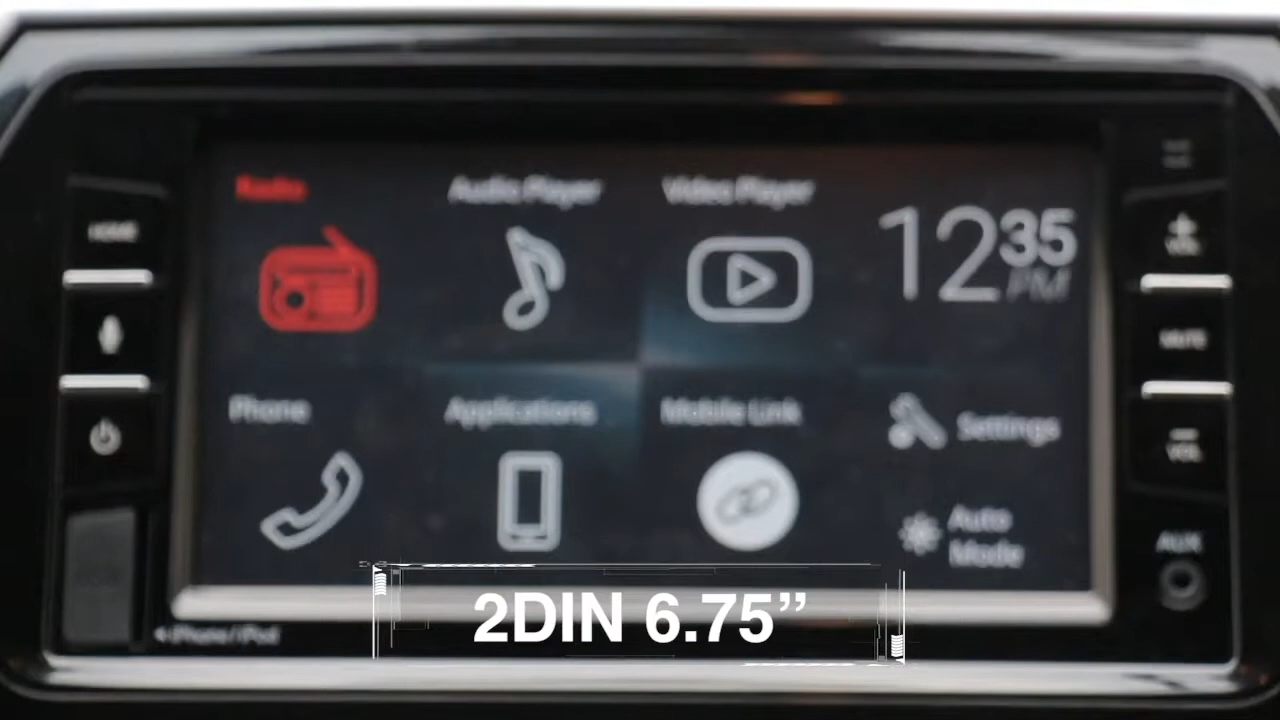 Radio
Audio Player
Video Player
12 35
PM
HOME
VOL
MUTE
Phone
Applications
Mobile Link
Settings
VOL
Auto
Mode
AUX
2DIN 6.75”
iPhone/iPod